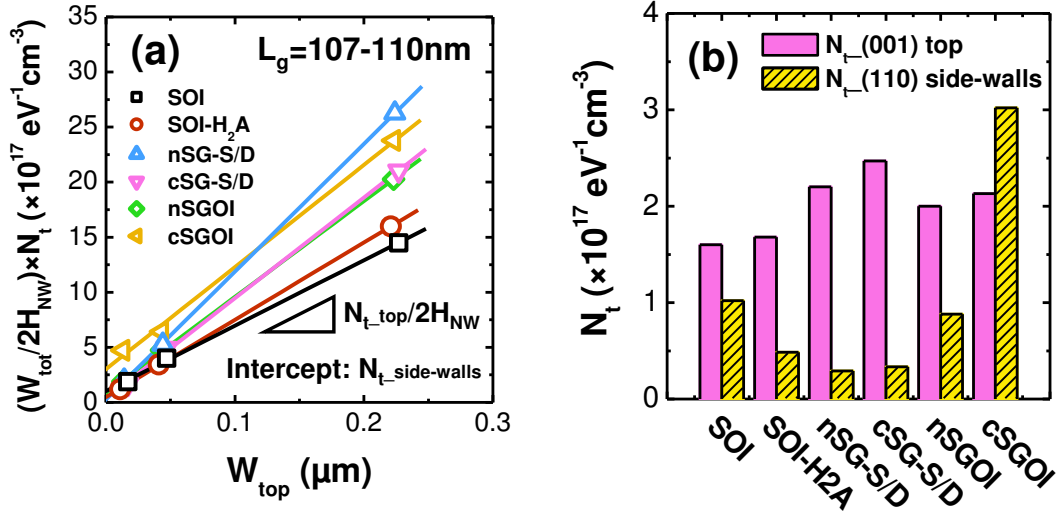 (a)
L_g=107-110nm
SOI
SOI-H_2A
nSG-S/D
cSG-S/D
nSGOI
cSGOI
N_t_top/2H_NW
Intercept: N_t_side-walls
35
30
25
20
15
10
5
0
0.0 0.1 0.2 0.3
W_top (μm)
(W_tot/2H_NW)×N_t (×10^17 eV^-1cm^-3)
(b)
N_t_(001) top
N_t_(110) side-walls
4
3
2
1
0
N_t (×10^17 eV^-1cm^-3)
SOI
SOI-H2A
nSG-S/D
cSG-S/D
nSGOI
cSGOI